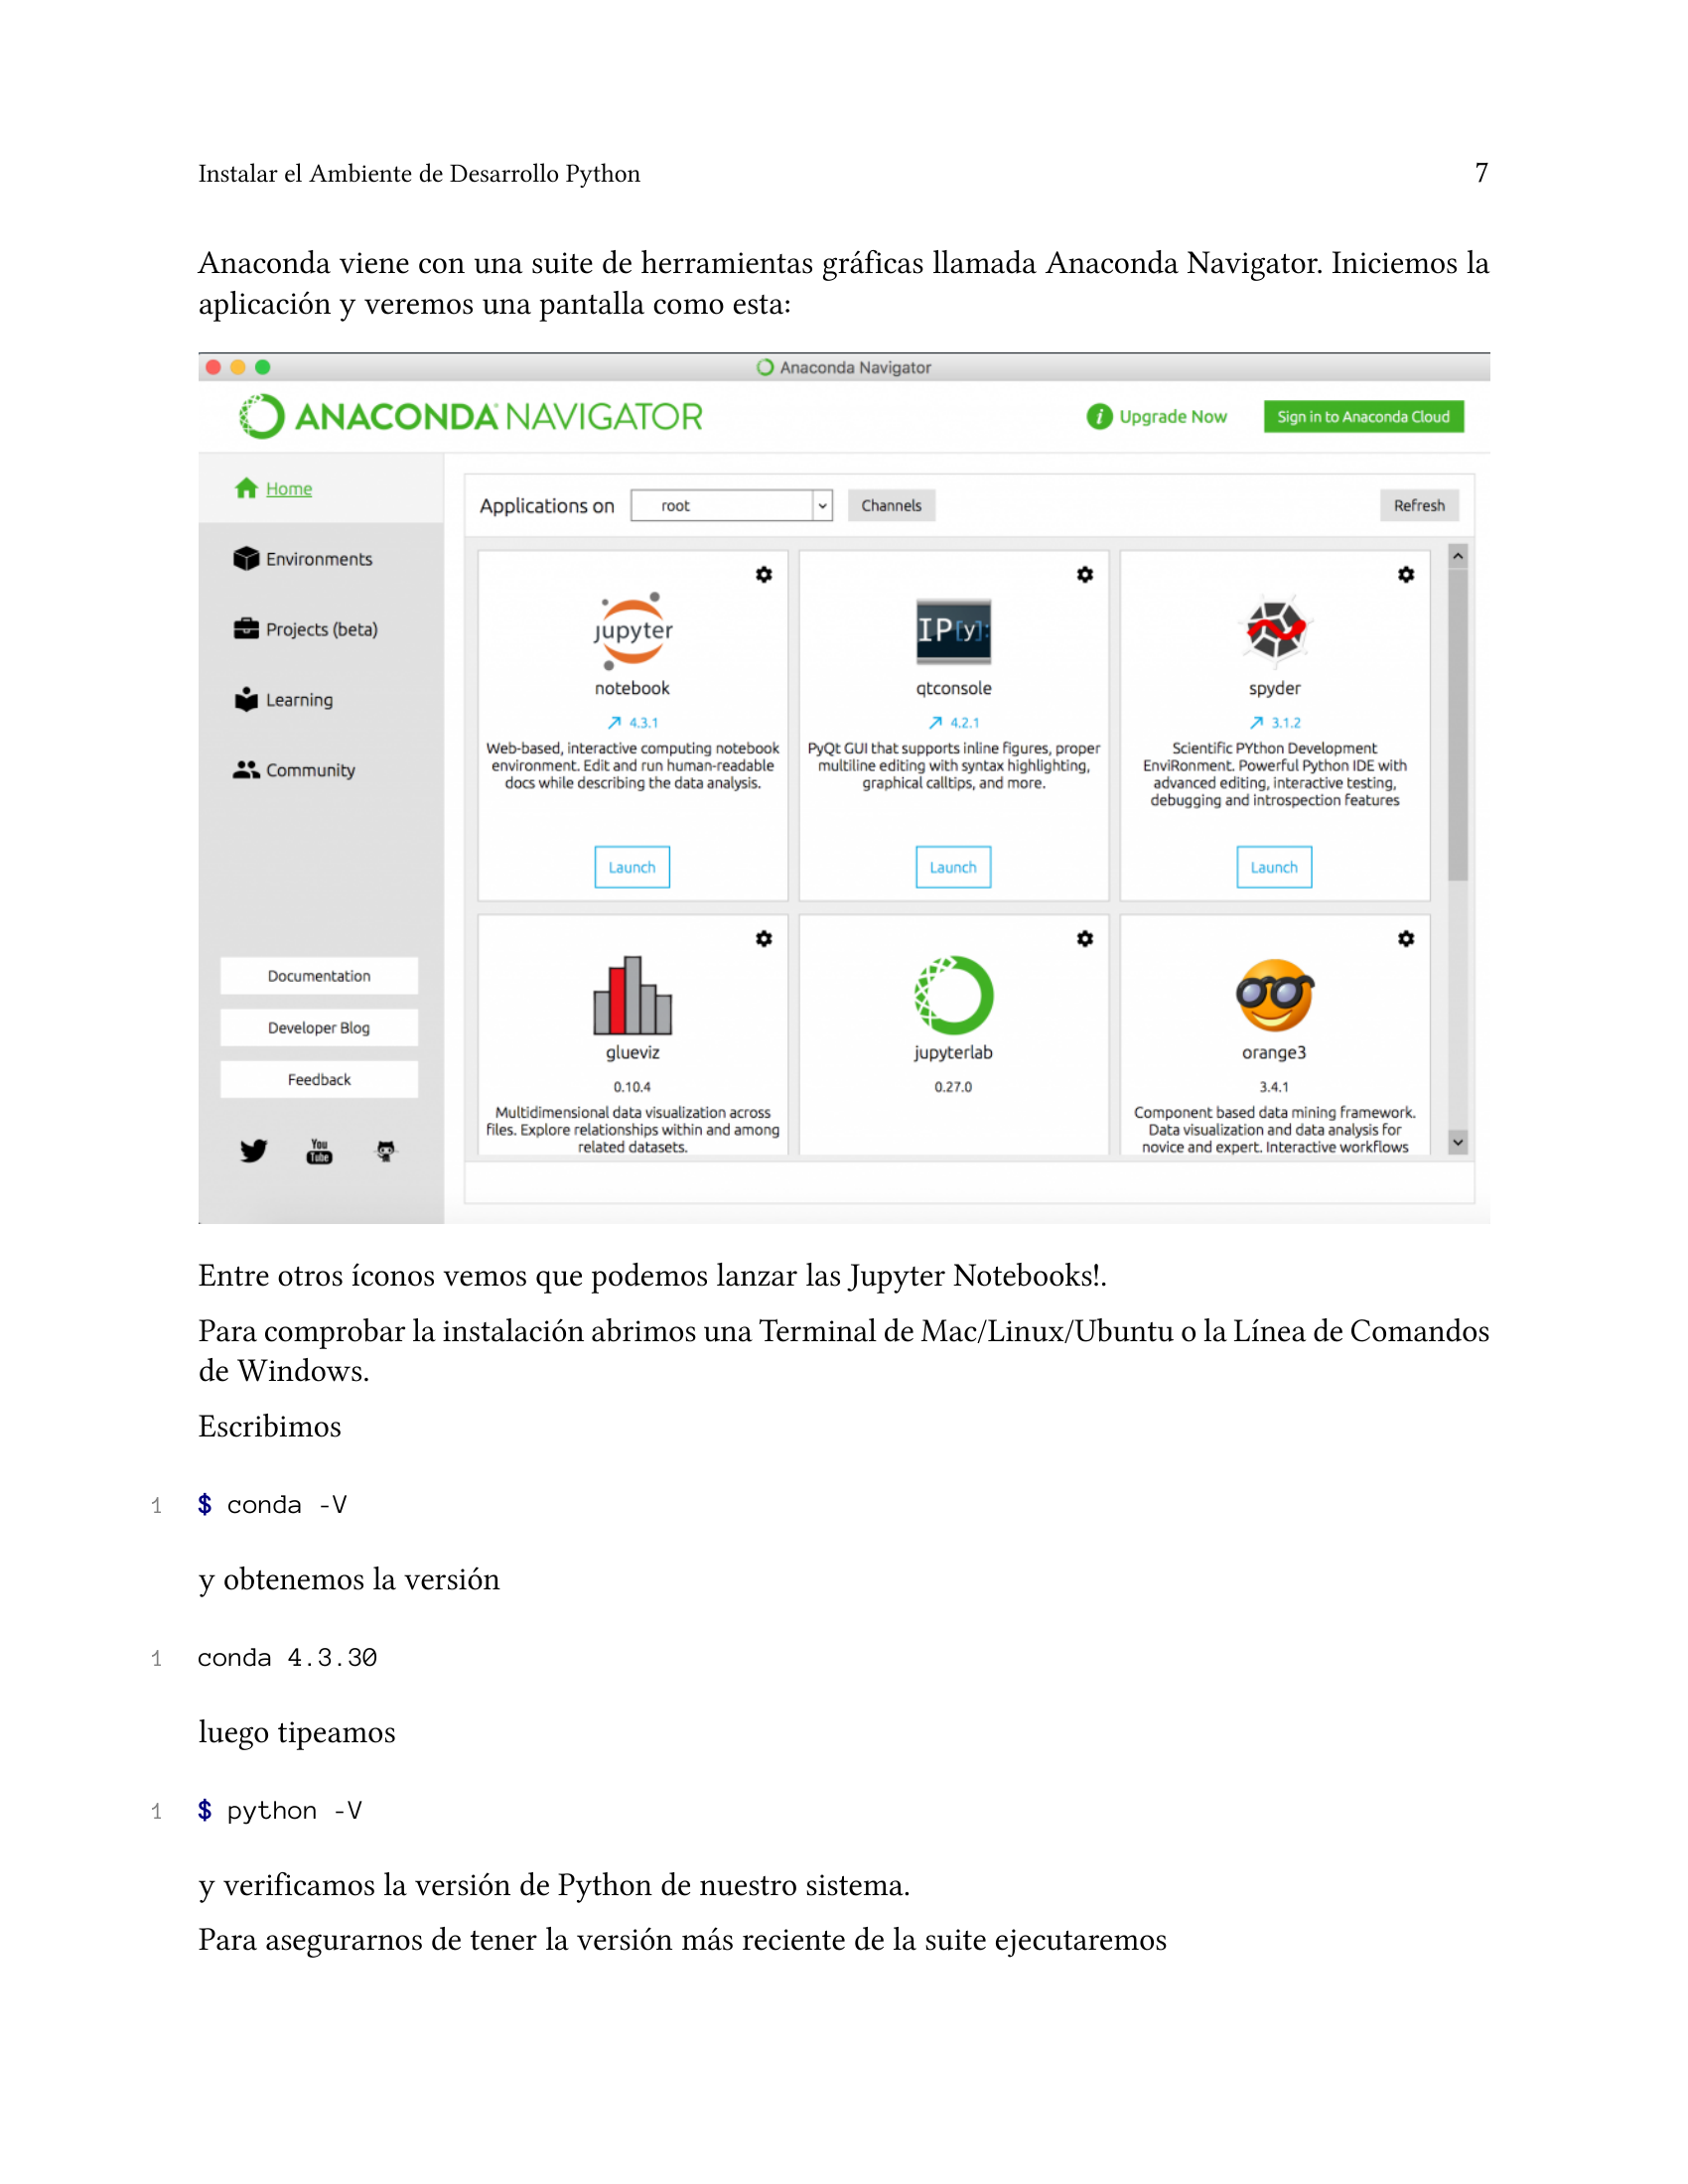 Instalar el Ambiente de Desarrollo Python 7
Anaconda viene con una suite de herramientas gráficas llamada Anaconda Navigator. Iniciemos la
aplicación y veremos una pantalla como esta:
Anaconda Navigator
ANACONDA NAVIGATOR
i Upgrade Now
Sign in to Anaconda Cloud
Home
Environments
Projects (beta)
Learning
Community
Documentation
Developer Blog
Feedback
You
Tube
Applications on root Channels Refresh
jupyter
notebook
4.3.1
Web-based, interactive computing notebook
environment. Edit and run human-readable
docs while describing the data analysis.
Launch
IP[y]:
qtconsole
4.2.1
PyQt GUI that supports inline figures, proper
multiline editing with syntax highlighting,
graphical calltips, and more.
Launch
spyder
3.1.2
Scientific PYthon Development
EnviRonment. Powerful Python IDE with
advanced editing, interactive testing,
debugging and introspection features
Launch
glueviz
0.10.4
Multidimensional data visualization across
files. Explore relationships within and among
related datasets.
jupyterlab
0.27.0
orange3
3.4.1
Component based data mining framework.
Data visualization and data analysis for
novice and expert. Interactive workflows
Entre otros íconos vemos que podemos lanzar las Jupyter Notebooks!.
Para comprobar la instalación abrimos una Terminal de Mac/Linux/Ubuntu o la Línea de Comandos
de Windows.
Escribimos
1 $ conda -V
y obtenemos la versión
1 conda 4.3.30
luego tipeamos
1 $ python -V
y verificamos la versión de Python de nuestro sistema.
Para asegurarnos de tener la versión más reciente de la suite ejecutaremos